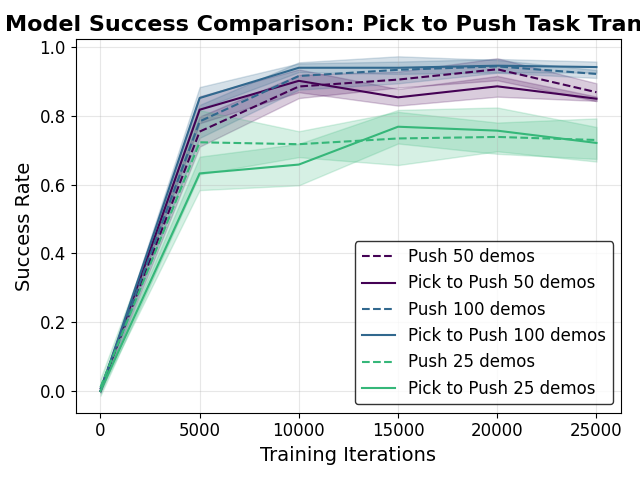 Model Success Comparison: Pick to Push Task Tran
1.0
0.8
0.6
0.4
0.2
0.0
Success Rate
Push 50 demos
Pick to Push 50 demos
Push 100 demos
Pick to Push 100 demos
Push 25 demos
Pick to Push 25 demos
0 5000 10000 15000 20000 25000
Training Iterations